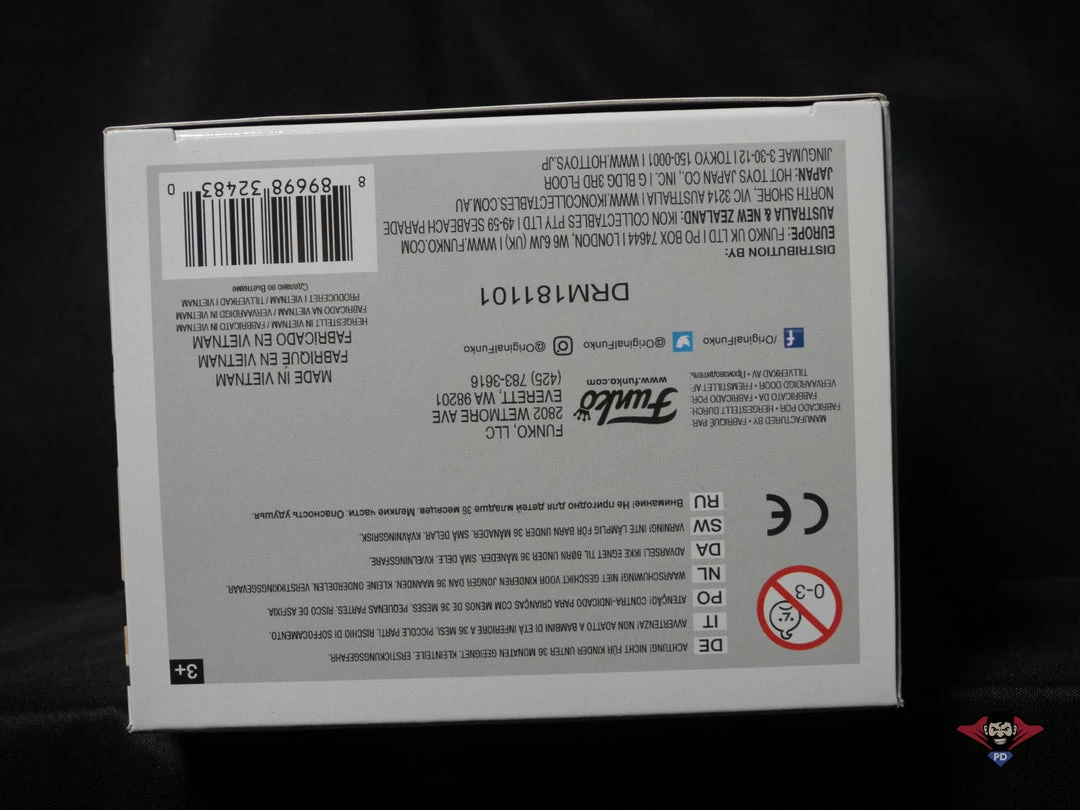 3+
DE ACHTUNG! NICHT FÜR KINDER UNTER 36 MONATEN GEEIGNET. KLEINTEILE. ERSTICKUNGSGEFAHR.
IT AVVERTENZA! NON ADATTO A BAMBINI DI ETÀ INFERIORE A 36 MESI. PICCOLE PARTI. RISCHIO DI SOFFOCAMENTO.
PO ATENÇÃO! CONTRA-INDICADO PARA CRIANÇAS COM MENOS DE 36 MESES. PEQUENAS PARTES. RISCO DE ASFIXIA.
NL WAARSCHUWING! NIET GESCHIKT VOOR KINDEREN JONGER DAN 36 MAANDEN. KLEINE ONDERDELEN. VERSTIKKINGSGEVAAR.
DA ADVARSEL! IKKE EGNET TIL BØRN UNDER 36 MÅNEDER. SMÅ DELE. KVÆLNINGSFARE.
SW VARNING! INTE LÄMPLIG FÖR BARN UNDER 36 MÅNADER. SMÅ DELAR. KVÄVNINGSRISK.
RU Внимание! Не пригодно для детей младше 36 месяцев. Мелкие части. Опасность удушья.
0-3
CE
MANUFACTURED BY • FABRIQUÉ PAR:
FABRICADO POR • HERGESTELLT DURCH:
FABBRICATO DA • FABRICADO POR:
VERVAARDIGD DOOR • FREMSTILLET AF:
TILLVERKAD AV • Производитель:
Funko
www.funko.com
FUNKO, LLC
2802 WETMORE AVE
EVERETT, WA 98201
(425) 783-3616
/OriginalFunko @OriginalFunko @OriginalFunko
DRM181101
DISTRIBUTION BY:
EUROPE: FUNKO UK LTD | PO BOX 74644 | LONDON, W6 6JW (UK) | WWW.FUNKO.COM
AUSTRALIA & NEW ZEALAND: IKON COLLECTABLES PTY LTD | 49-59 SEABEACH PARADE
NORTH SHORE, VIC 3214 AUSTRALIA | WWW.IKONCOLLECTABLES.COM.AU
JAPAN: HOT TOYS JAPAN CO., INC. | G BLDG 3RD FLOOR
JINGUMAE 3-30-12 | TOKYO 150-0001 | WWW.HOTTOYS.JP
MADE IN VIETNAM
FABRIQUÉ EN VIETNAM
FABRICADO EN VIETNAM
HERGESTELLT IN VIETNAM / FABBRICATO IN VIETNAM
FABRICADO NA VIETNAM / VERVAARDIGD IN VIETNAM
PRODUCERET I VIETNAM / TILLVERKAD I VIETNAM
Сделано во Вьетнаме
8 89698 32483 0
PD